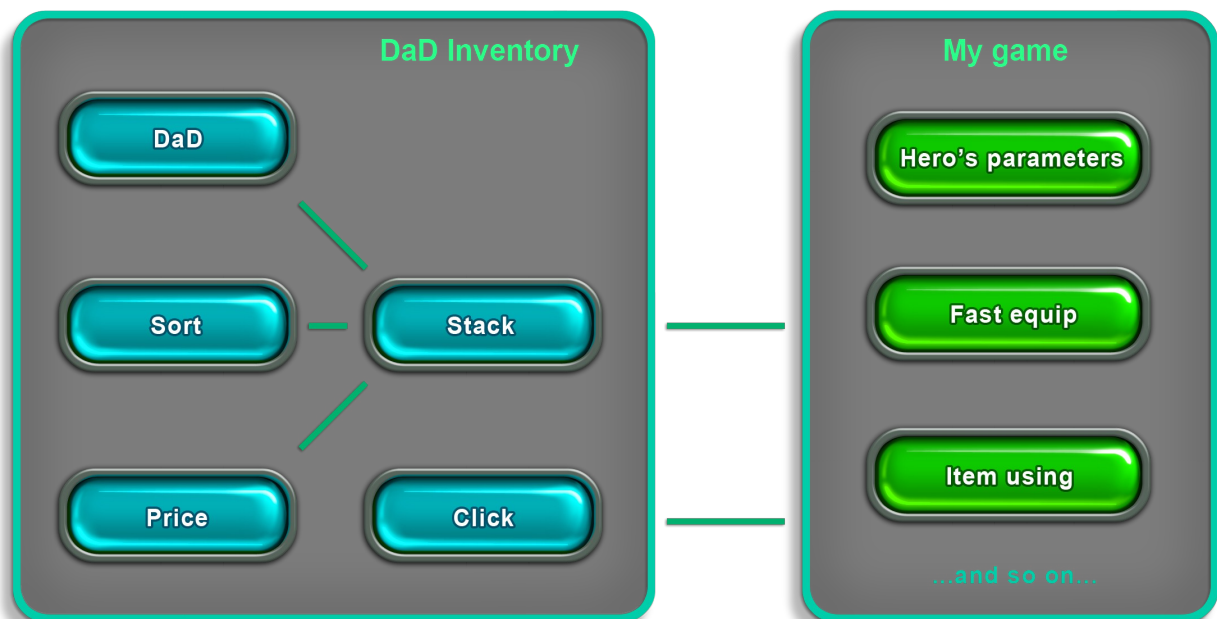 DaD Inventory
DaD
Sort
Stack
Price
Click
My game
Hero’s parameters
Fast equip
Item using
...and so on...